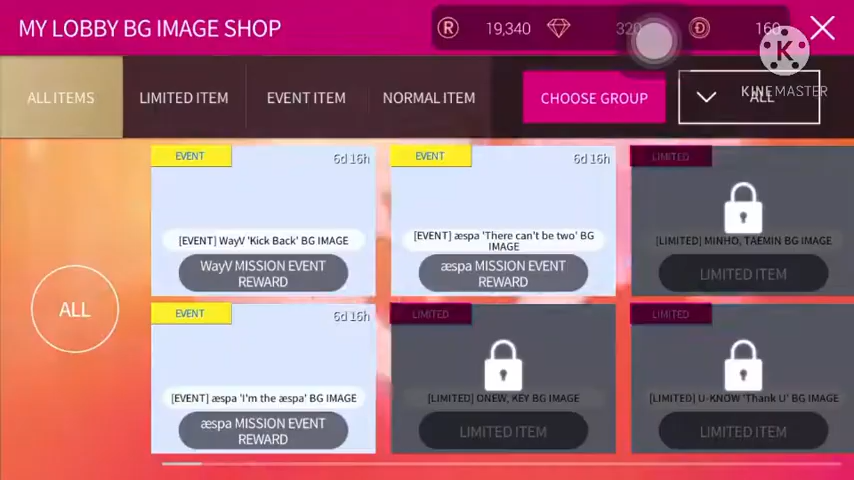 MY LOBBY BG IMAGE SHOP
R 19,340 320 Đ 160
KINEMASTER
K
ALL ITEMS LIMITED ITEM EVENT ITEM NORMAL ITEM CHOOSE GROUP ALL
EVENT 6d 16h
[EVENT] WayV 'Kick Back' BG IMAGE
WayV MISSION EVENT
REWARD
EVENT 6d 16h
[EVENT] æspa 'There can't be two' BG
IMAGE
æspa MISSION EVENT
REWARD
LIMITED
[LIMITED] MINHO, TAEMIN BG IMAGE
LIMITED ITEM
ALL
EVENT 6d 16h
[EVENT] æspa 'I'm the æspa' BG IMAGE
æspa MISSION EVENT
REWARD
LIMITED
[LIMITED] ONEW, KEY BG IMAGE
LIMITED ITEM
LIMITED
[LIMITED] U-KNOW 'Thank U' BG IMAGE
LIMITED ITEM